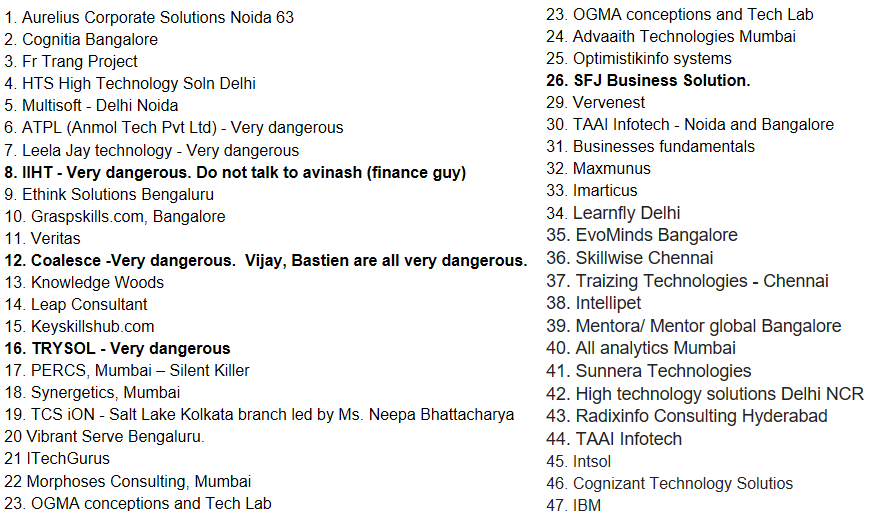 1. Aurelius Corporate Solutions Noida 63
2. Cognitia Bangalore
3. Fr Trang Project
4. HTS High Technology Soln Delhi
5. Multisoft - Delhi Noida
6. ATPL (Anmol Tech Pvt Ltd) - Very dangerous
7. Leela Jay technology - Very dangerous
8. IIHT - Very dangerous. Do not talk to avinash (finance guy)
9. Ethink Solutions Bengaluru
10. Graspskills.com, Bangalore
11. Veritas
12. Coalesce -Very dangerous.  Vijay, Bastien are all very dangerous.
13. Knowledge Woods
14. Leap Consultant
15. Keyskillshub.com
16. TRYSOL - Very dangerous
17. PERCS, Mumbai – Silent Killer
18. Synergetics, Mumbai
19. TCS iON - Salt Lake Kolkata branch led by Ms. Neepa Bhattacharya
20 Vibrant Serve Bengaluru.
21 ITechGurus
22 Morphoses Consulting, Mumbai
23. OGMA conceptions and Tech Lab
23. OGMA conceptions and Tech Lab
24. Advaaith Technologies Mumbai
25. Optimistikinfo systems
26. SFJ Business Solution.
29. Vervenest
30. TAAI Infotech - Noida and Bangalore
31. Businesses fundamentals
32. Maxmunus
33. Imarticus
34. Learnfly Delhi
35. EvoMinds Bangalore
36. Skillwise Chennai
37. Traizing Technologies - Chennai
38. Intellipet
39. Mentora/ Mentor global Bangalore
40. All analytics Mumbai
41. Sunnera Technologies
42. High technology solutions Delhi NCR
43. Radixinfo Consulting Hyderabad
44. TAAI Infotech
45. Intsol
46. Cognizant Technology Solutios
47. IBM